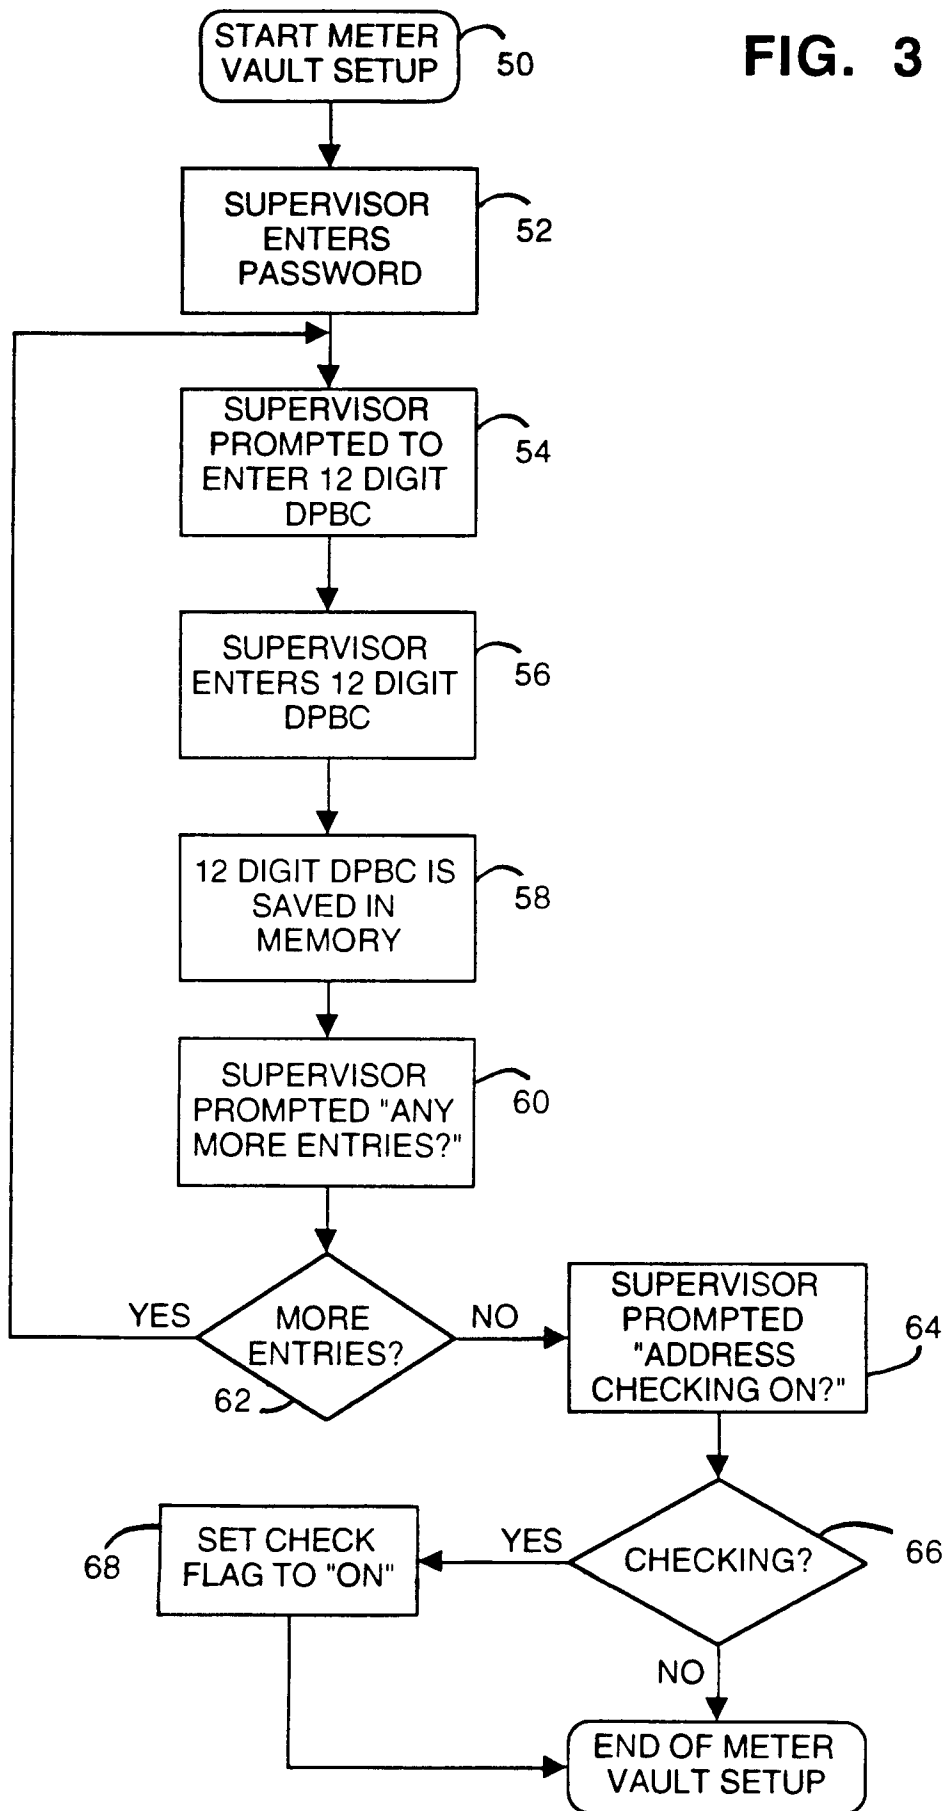 START METER
VAULT SETUP
50
FIG. 3
SUPERVISOR
ENTERS
PASSWORD
52
SUPERVISOR
PROMPTED TO
ENTER 12 DIGIT
DPBC
54
SUPERVISOR
ENTERS 12 DIGIT
DPBC
56
12 DIGIT DPBC IS
SAVED IN
MEMORY
58
SUPERVISOR
PROMPTED "ANY
MORE ENTRIES?"
60
YES
MORE
ENTRIES?
62
NO
SUPERVISOR
PROMPTED
"ADDRESS
CHECKING ON?"
64
CHECKING?
66
YES
SET CHECK
FLAG TO "ON"
68
NO
END OF METER
VAULT SETUP